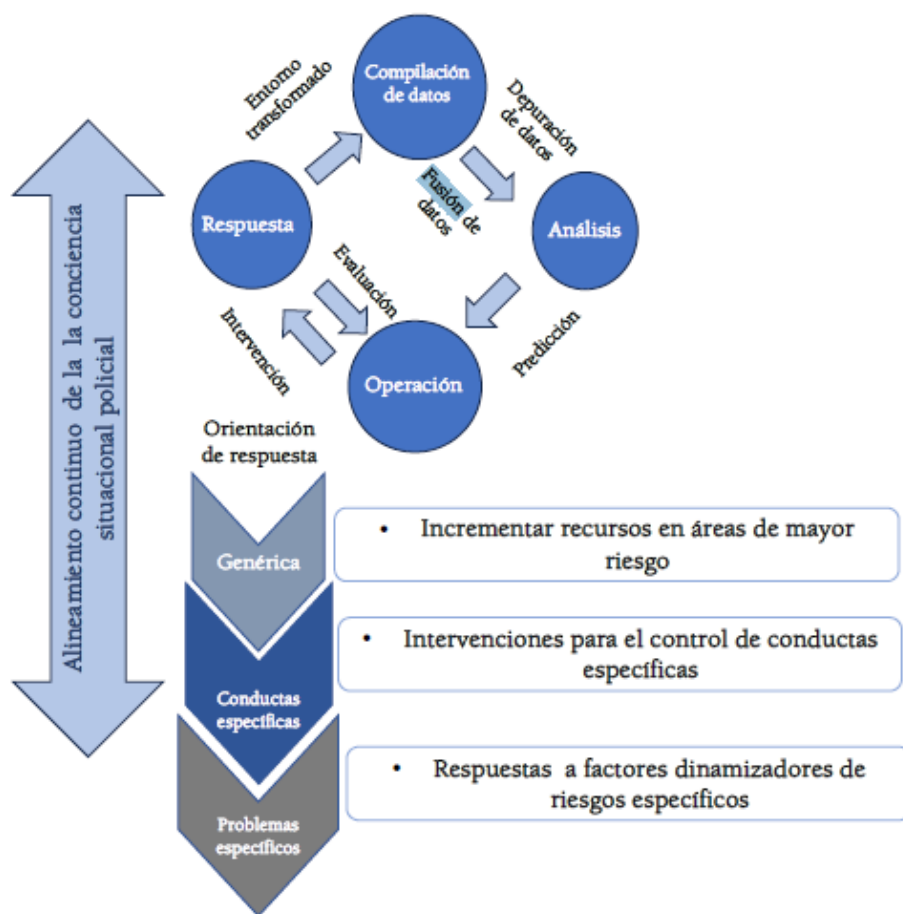 Entorno
transformado
Compilación
de datos
Depuración
de datos
Respuesta
Fusión de
datos
Análisis
Evaluación
Intervención
Operación
Predicción
Alineamiento continuo de la la conciencia
situacional policial
Orientación
de respuesta
Genérica
• Incrementar recursos en áreas de mayor
riesgo
Conductas
específicas
• Intervenciones para el control de conductas
específicas
Problemas
específicos
• Respuestas a factores dinamizadores de
riesgos específicos